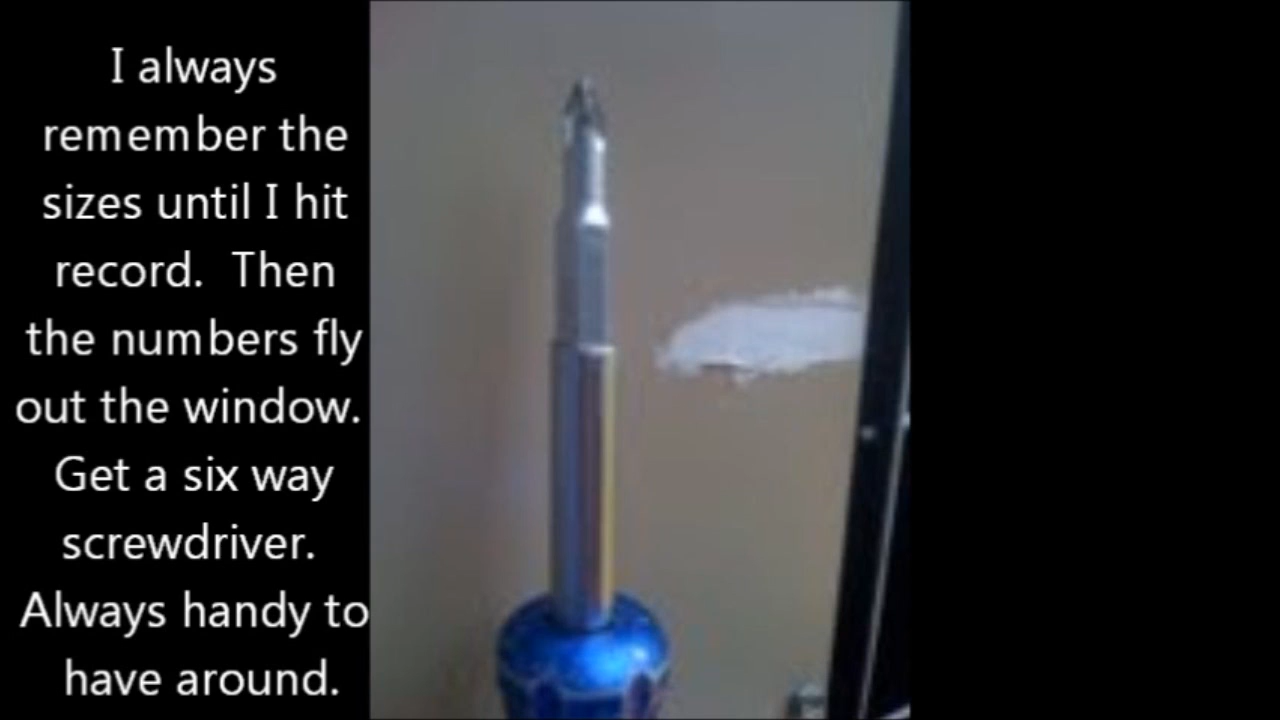 I always
remember the
sizes until I hit
record.  Then
the numbers fly
out the window.
Get a six way
screwdriver.
Always handy to
have around.